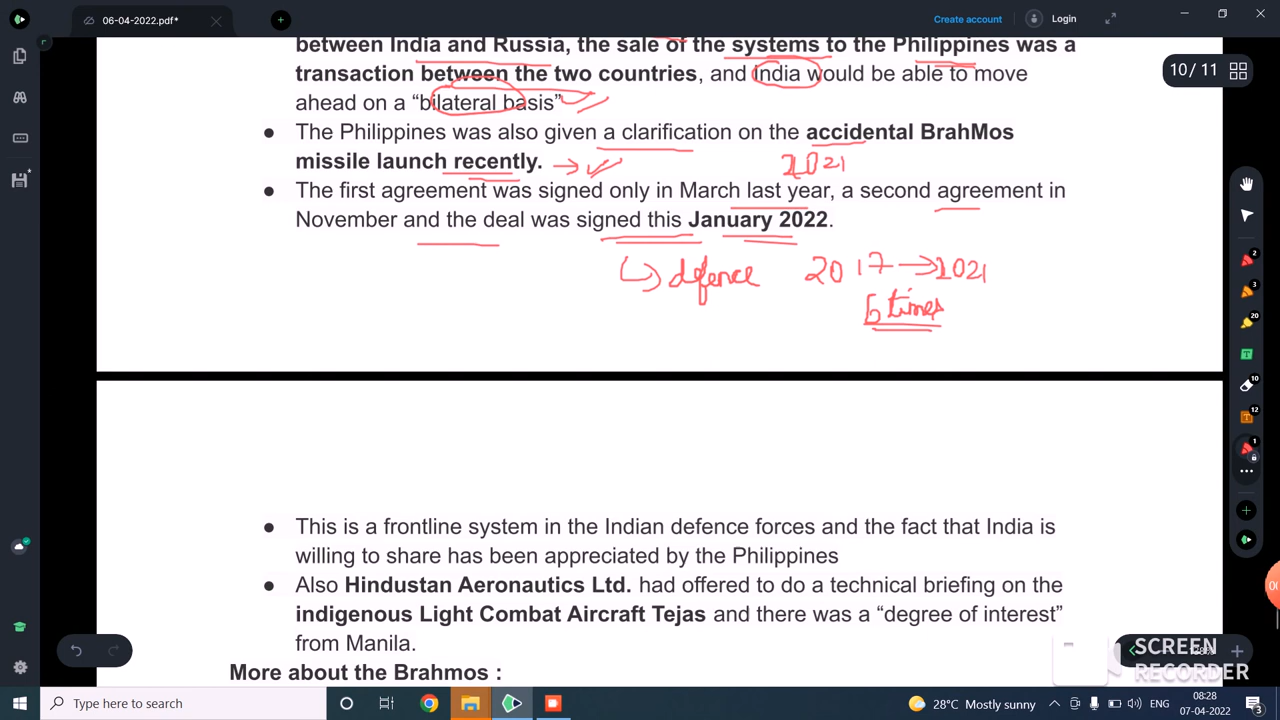 06-04-2022.pdf*
Create account
Login
between India and Russia, the sale of the systems to the Philippines was a
10 / 11
transaction between the two countries, and India would be able to move
ahead on a “bilateral basis”
The Philippines was also given a clarification on the accidental BrahMos
missile launch recently.
2021
The first agreement was signed only in March last year, a second agreement in
November and the deal was signed this January 2022.
defence 2017 → 2021
6 times
This is a frontline system in the Indian defence forces and the fact that India is
willing to share has been appreciated by the Philippines
Also Hindustan Aeronautics Ltd. had offered to do a technical briefing on the
indigenous Light Combat Aircraft Tejas and there was a “degree of interest”
from Manila.
More about the Brahmos :
2
3
20
10
12
1
SCREEN
RECORDER
Type here to search
28°C Mostly sunny
ENG
08:28
07-04-2022
3